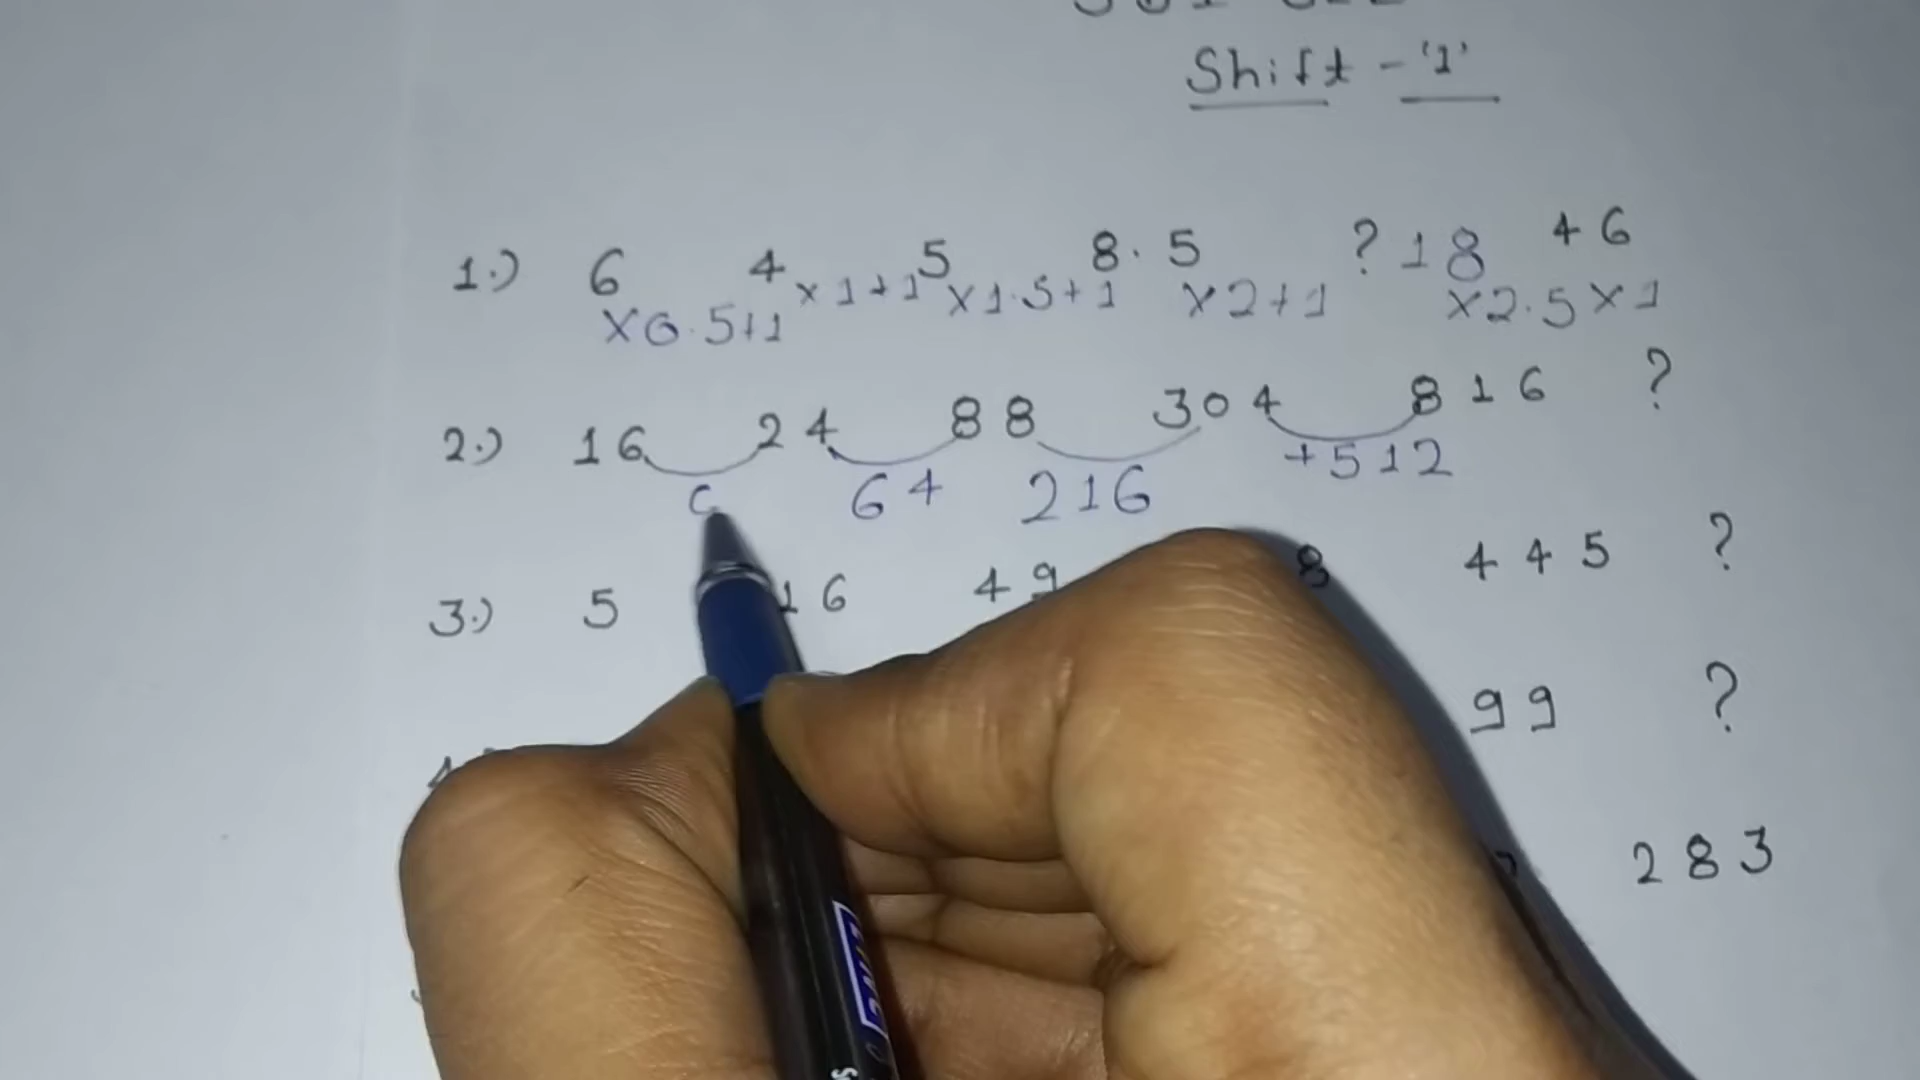 Shift - '1'
1.) 6 4 5 8.5 ? 18 46
×0.5+1 ×1+1 ×1.5+1 ×2+1 ×2.5×1
2.) 16 24 88 304 816 ?
64 216 +512
3.) 5 16 49 8 445 ?
99 ?
283